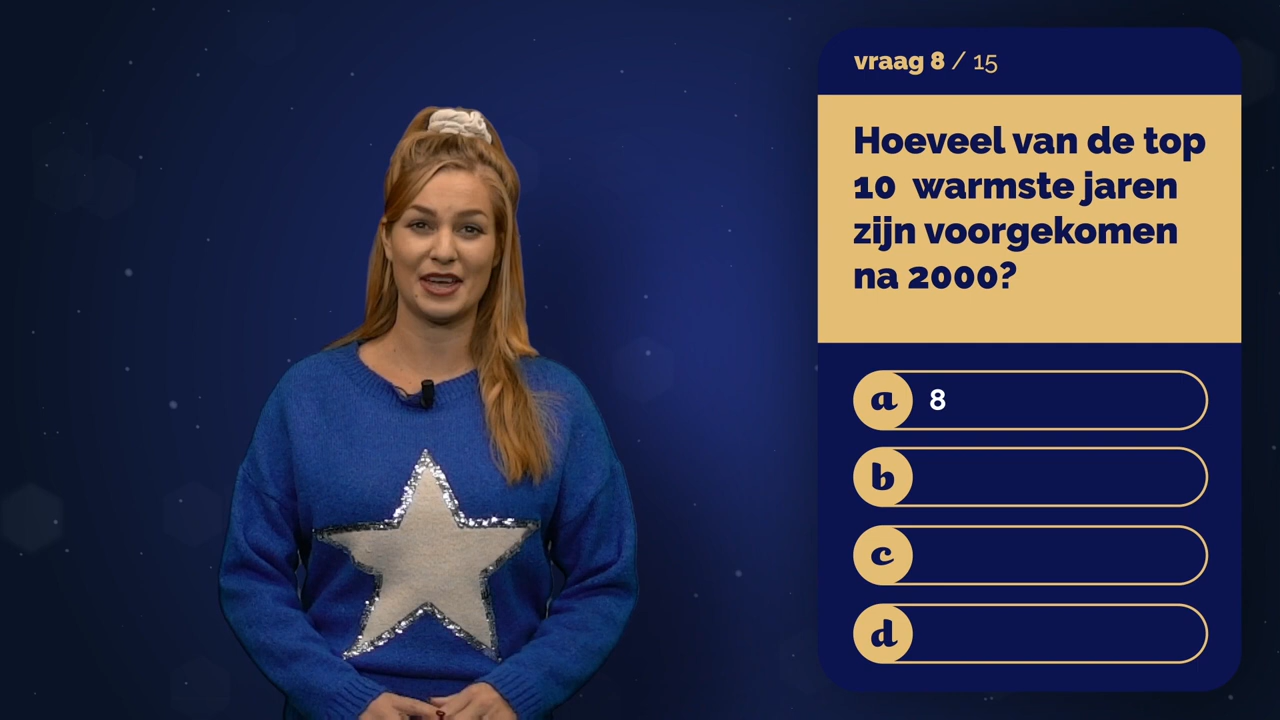 vraag 8 / 15
Hoeveel van de top
10 warmste jaren
zijn voorgekomen
na 2000?
a 8
b
c
d